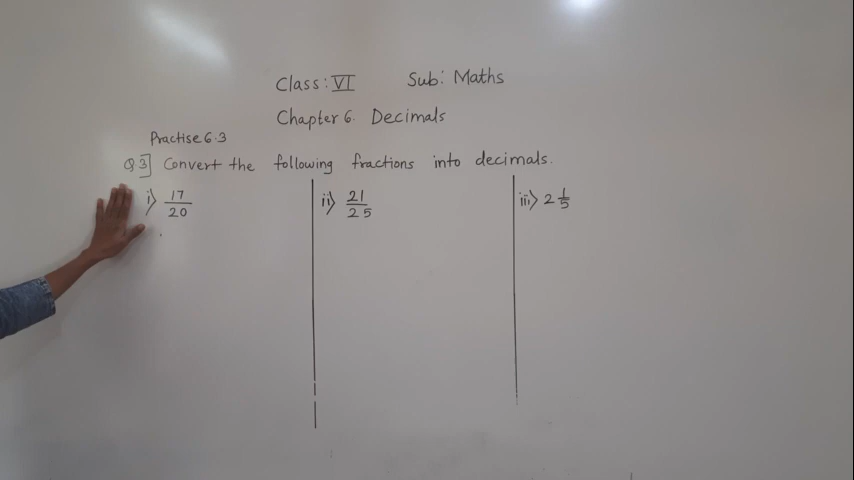 Class: VI Sub: Maths
Chapter 6. Decimals
Practise 6.3
Q.3] Convert the following fractions into decimals.
i) 17/20 ii) 21/25 iii) 2 1/5